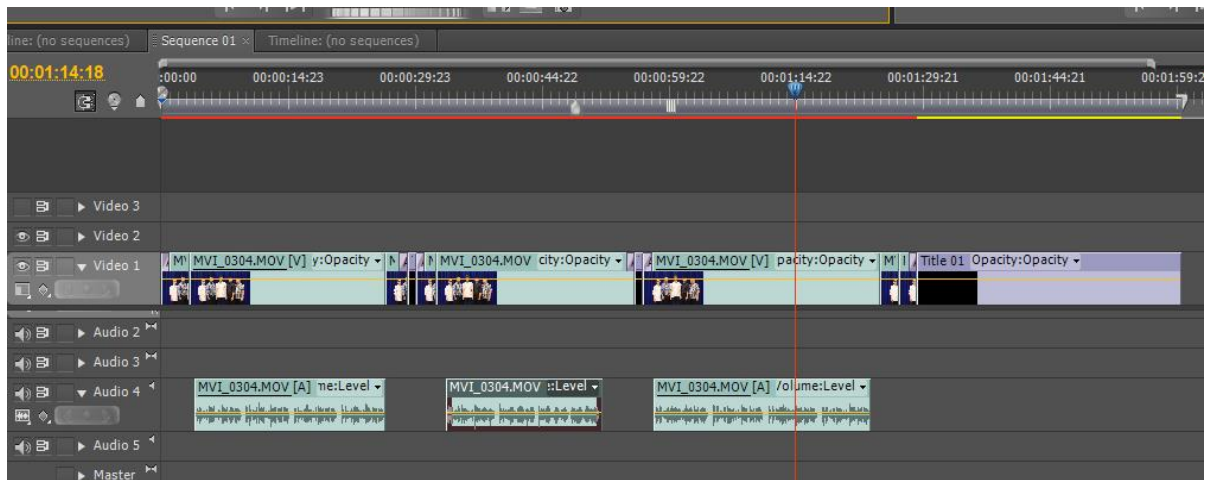 line: (no sequences) Sequence 01 × Timeline: (no sequences)
00:01:14:18 :00:00 00:00:14:23 00:00:29:23 00:00:44:22 00:00:59:22 00:01:14:22 00:01:29:21 00:01:44:21 00:01:59:2
Video 3
Video 2
Video 1 MVI_0304.MOV [V] y:Opacity MVI_0304.MOV city:Opacity MVI_0304.MOV [V] pacity:Opacity Title 01 Opacity:Opacity
Audio 2
Audio 3
Audio 4 MVI_0304.MOV [A] me:Level MVI_0304.MOV ::Level MVI_0304.MOV [A] /olume:Level
Audio 5
Master